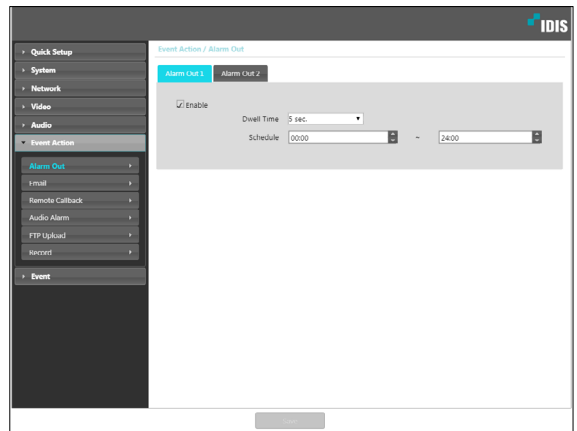 IDIS
Quick Setup
System
Network
Video
Audio
Event Action
Alarm Out
Email
Remote Callback
Audio Alarm
FTP Upload
Record
Event
Event Action / Alarm Out
Alarm Out 1 Alarm Out 2
Enable
Dwell Time 5 sec.
Schedule 00:00 ~ 24:00
Save